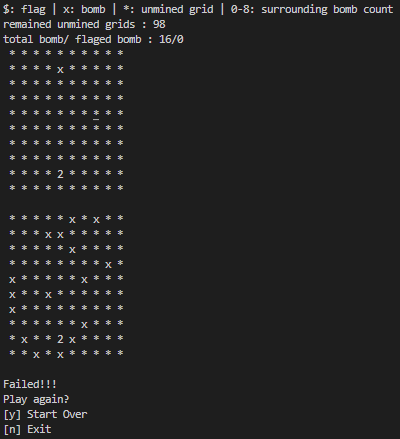 $: flag | x: bomb | *: unmined grid | 0-8: surrounding bomb count
remained unmined grids : 98
total bomb/ flaged bomb : 16/0
* * * * * * * * * *
* * * * x * * * * *
* * * * * * * * * *
* * * * * * * * * *
* * * * * * * * * *
* * * * * * * * * *
* * * * * * * * * *
* * * * * * * * * *
* * * * 2 * * * * *
* * * * * * * * * *
* * * * * x * x * *
* * * x x * * * * *
* * * * * x * * * *
* * * * * * * * x *
x * * * * * x * * *
x * * x * * * * * *
x * * * * * * * * *
* * * * * * x * * *
* x * * 2 x * * * *
* * x * x * * * * *
Failed!!!
Play again?
[y] Start Over
[n] Exit